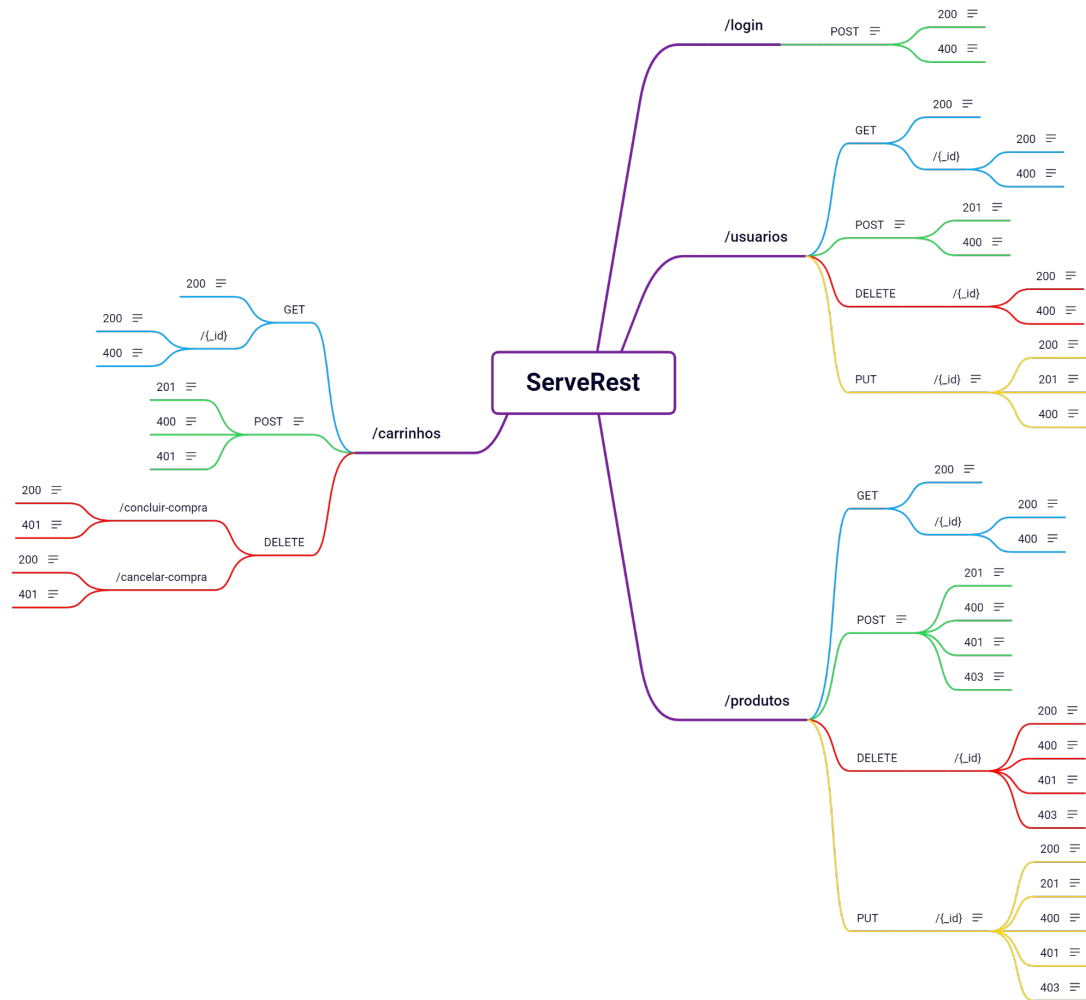 ServeRest
/login
POST
200
400
/usuarios
GET
200
/{_id}
200
400
POST
201
400
DELETE
/{_id}
200
400
PUT
/{_id}
200
201
400
/produtos
GET
200
/{_id}
200
400
POST
201
400
401
403
DELETE
/{_id}
200
400
401
403
PUT
/{_id}
200
201
400
401
403
/carrinhos
GET
200
/{_id}
200
400
POST
201
400
401
DELETE
/concluir-compra
200
401
/cancelar-compra
200
401